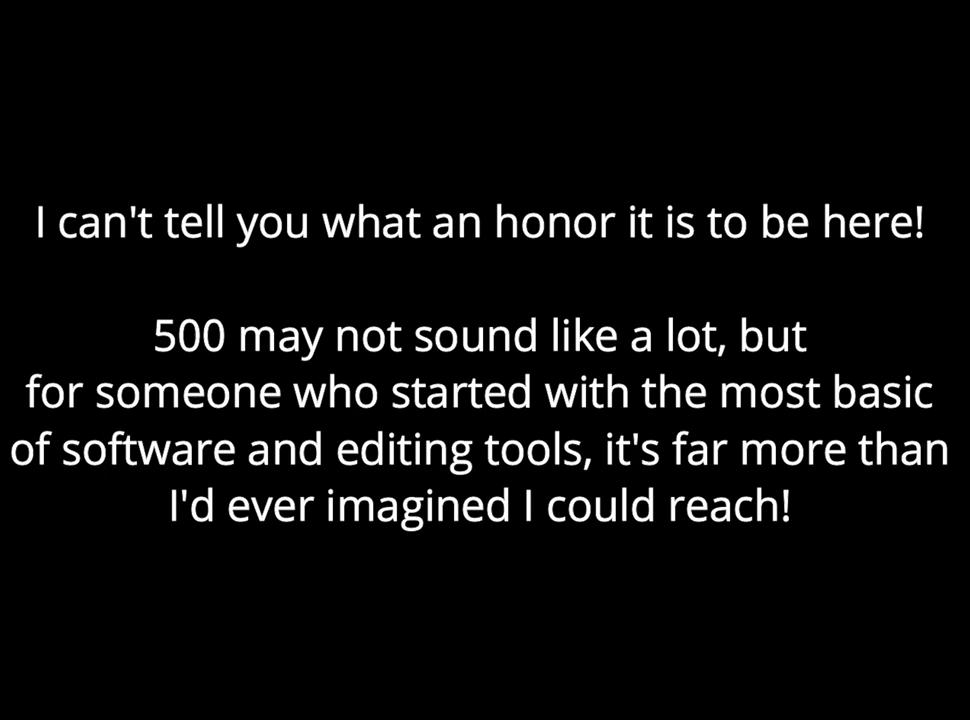 I can't tell you what an honor it is to be here!
500 may not sound like a lot, but
for someone who started with the most basic
of software and editing tools, it's far more than
I'd ever imagined I could reach!